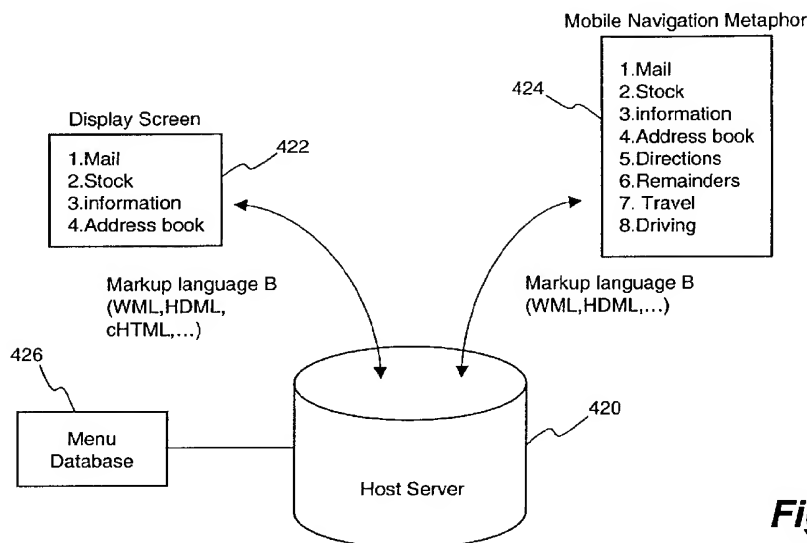 Mobile Navigation Metaphor
1.Mail
2.Stock
3.information
4.Address book
5.Directions
6.Remainders
7. Travel
8.Driving
424
Display Screen
1.Mail
2.Stock
3.information
4.Address book
422
Markup language B
(WML,HDML,
cHTML,...)
Markup language B
(WML,HDML,...)
426
Menu
Database
Host Server
420